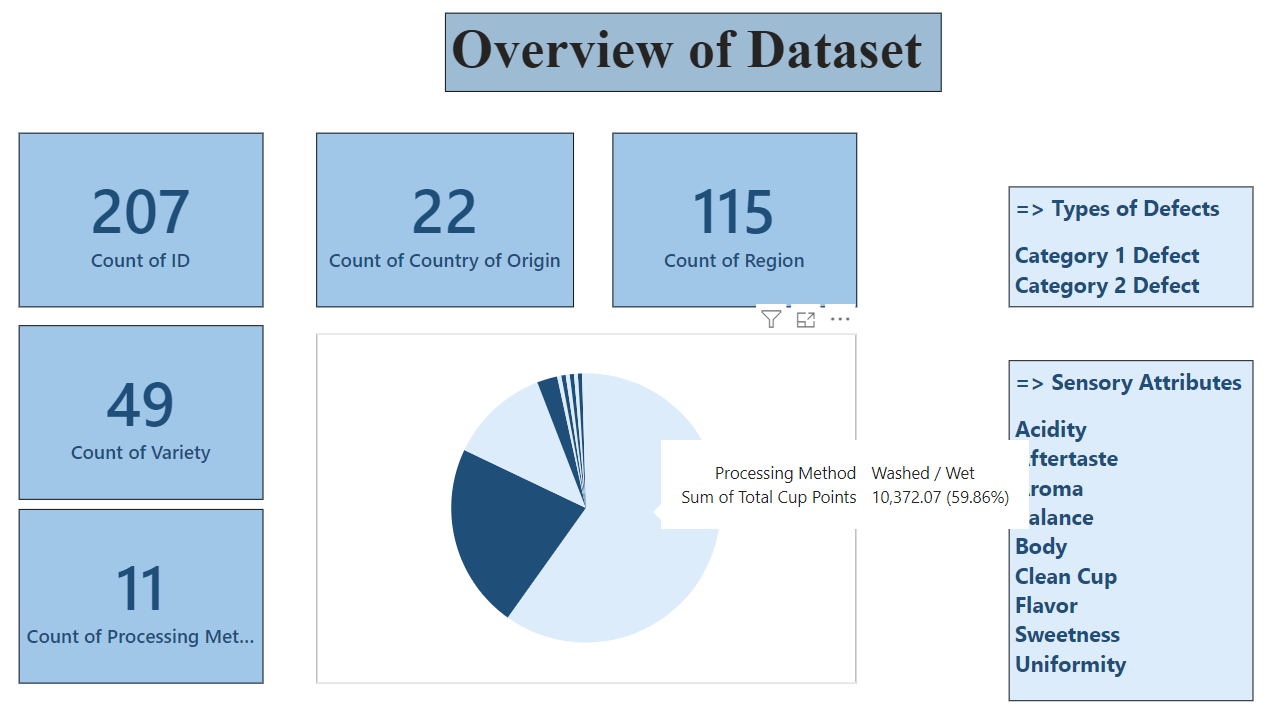 Overview of Dataset
207
Count of ID
22
Count of Country of Origin
115
Count of Region
49
Count of Variety
11
Count of Processing Met...
Processing Method Washed / Wet
Sum of Total Cup Points 10,372.07 (59.86%)
=> Types of Defects
Category 1 Defect
Category 2 Defect
=> Sensory Attributes
Acidity
ftertaste
roma
alance
Body
Clean Cup
Flavor
Sweetness
Uniformity